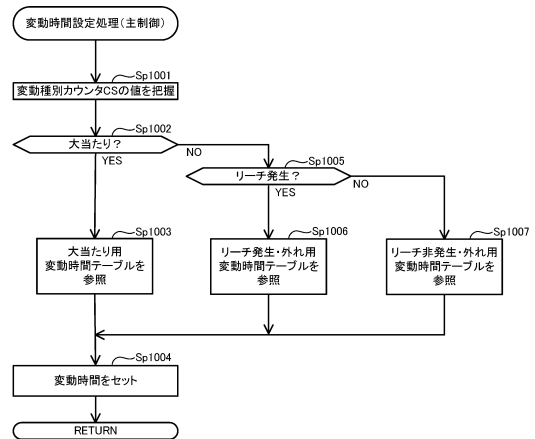 変動時間設定処理（主制御）
Sp1001
変動種別カウンタCSの値を把握
Sp1002
大当たり？
NO
YES
Sp1005
リーチ発生？
NO
YES
Sp1003
大当たり用
変動時間テーブルを
参照
Sp1006
リーチ発生・外れ用
変動時間テーブルを
参照
Sp1007
リーチ非発生・外れ用
変動時間テーブルを
参照
Sp1004
変動時間をセット
RETURN